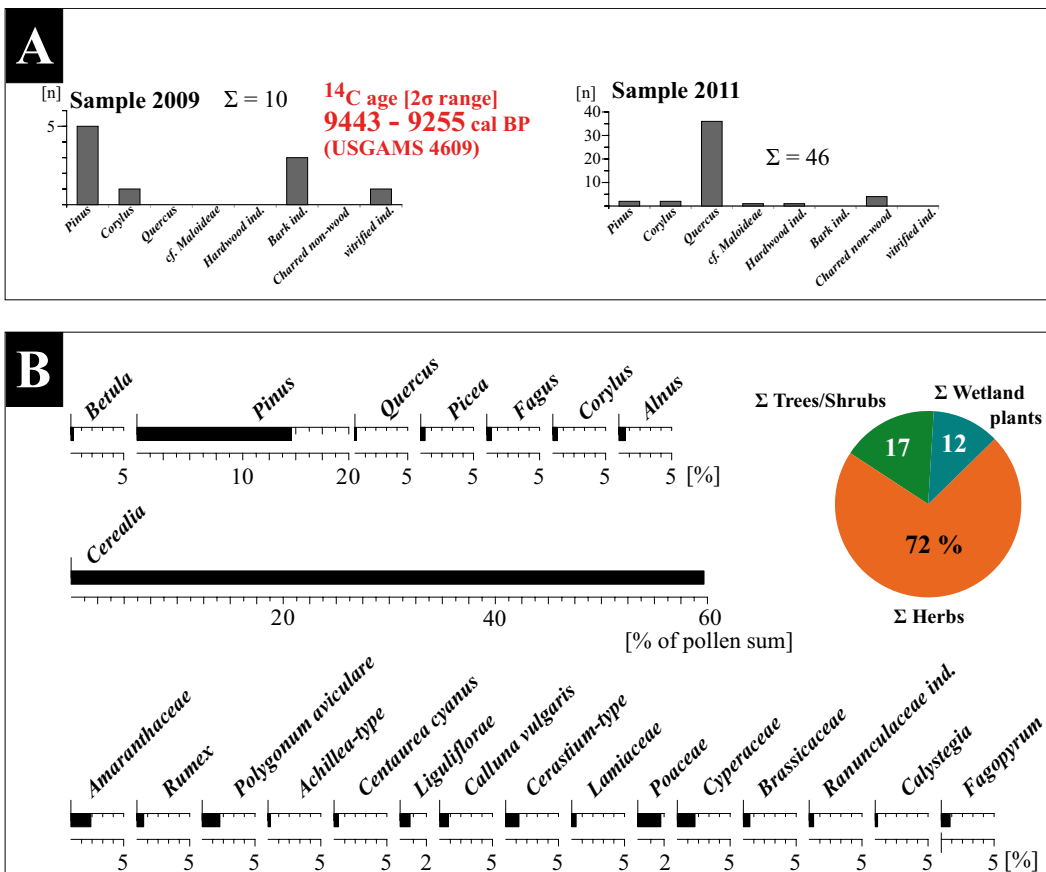 A
[n]
Sample 2009
Σ = 10
14C age [2σ range]
9443 - 9255 cal BP
(USGAMS 4609)
5
Pinus
Corylus
Quercus
cf. Maloideae
Hardwood ind.
Bark ind.
Charred non-wood
vitrified ind.
[n]
Sample 2011
Σ = 46
40
30
20
10
Pinus
Corylus
Quercus
cf. Maloideae
Hardwood ind.
Bark ind.
Charred non-wood
vitrified ind.
B
Betula
Pinus
Quercus
Picea
Fagus
Corylus
Alnus
5 10 20 5 5 5 5 5 [%]
Cerealia
20 40 60
[% of pollen sum]
Σ Trees/Shrubs
Σ Wetland
plants
17
12
72 %
Σ Herbs
Amaranthaceae
Rumex
Polygonum aviculare
Achillea-type
Centaurea cyanus
Liguliflorae
Calluna vulgaris
Cerastium-type
Lamiaceae
Poaceae
Cyperaceae
Brassicaceae
Ranunculaceae ind.
Calystegia
Fagopyrum
5 5 5 5 5 2 5 5 5 2 5 5 5 5 5 [%]